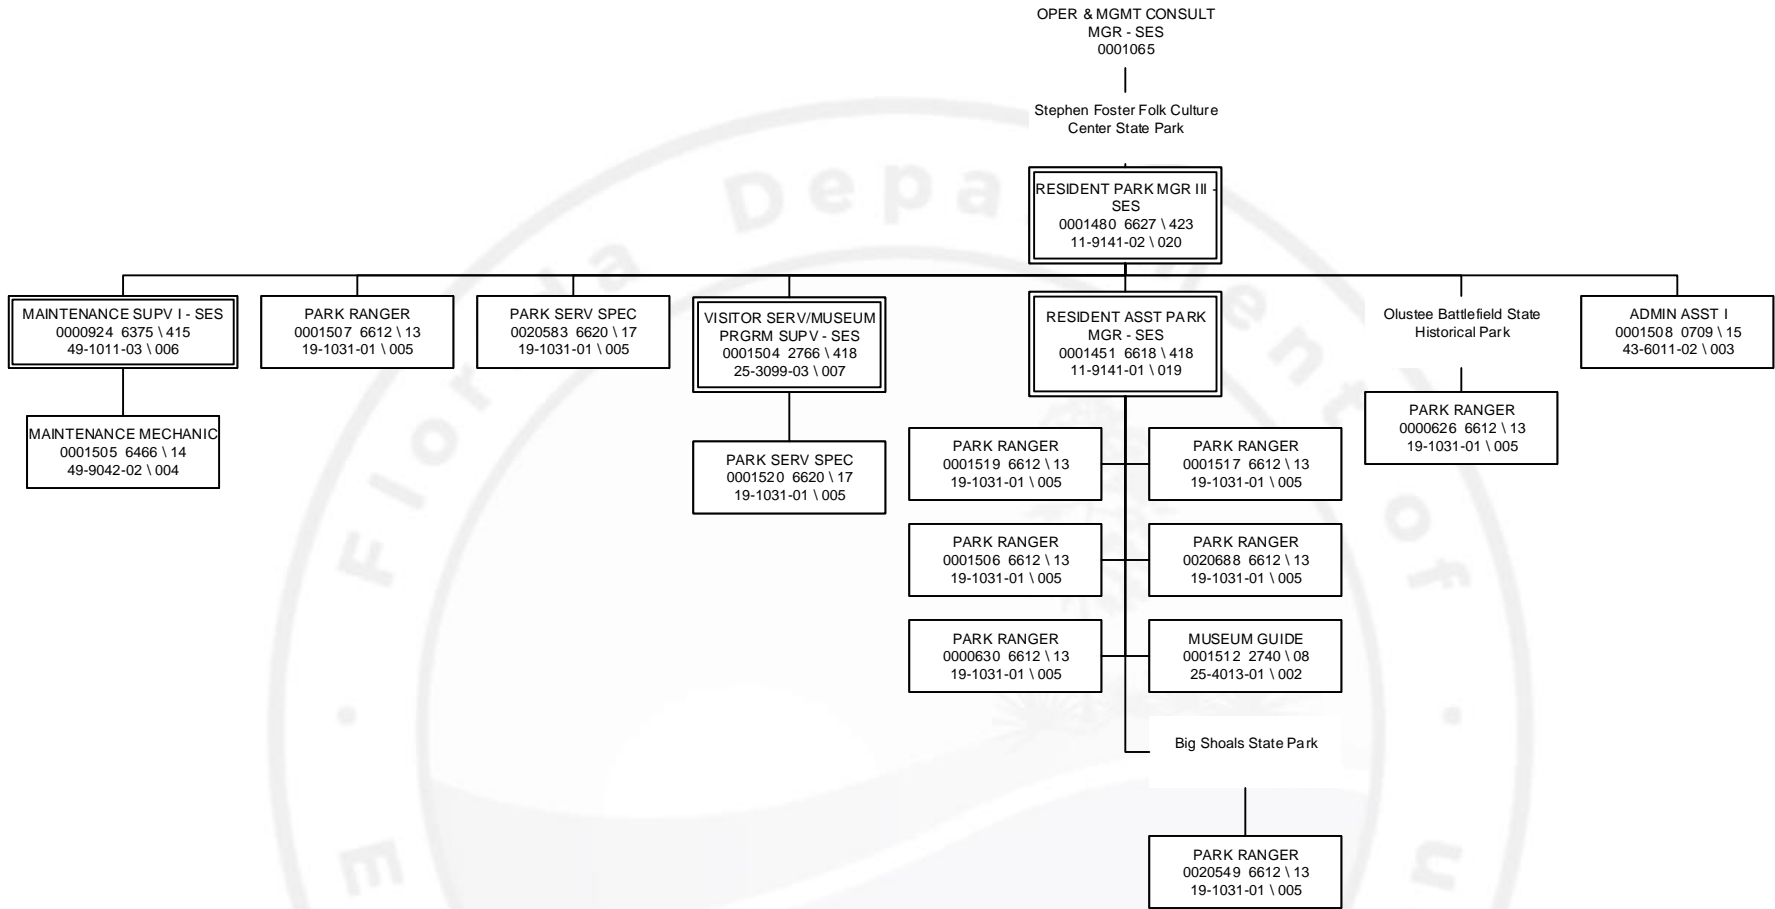 OPER & MGMT CONSULT
MGR - SES
0001065
Stephen Foster Folk Culture
Center State Park
RESIDENT PARK MGR III -
SES
0001480 6627 \ 423
11-9141-02 \ 020
MAINTENANCE SUPV I - SES
0000924 6375 \ 415
49-1011-03 \ 006
PARK RANGER
0001507 6612 \ 13
19-1031-01 \ 005
PARK SERV SPEC
0020583 6620 \ 17
19-1031-01 \ 005
VISITOR SERV/MUSEUM
PRGRM SUPV - SES
0001504 2766 \ 418
25-3099-03 \ 007
RESIDENT ASST PARK
MGR - SES
0001451 6618 \ 418
11-9141-01 \ 019
Olustee Battlefield State
Historical Park
ADMIN ASST I
0001508 0709 \ 15
43-6011-02 \ 003
MAINTENANCE MECHANIC
0001505 6466 \ 14
49-9042-02 \ 004
PARK SERV SPEC
0001520 6620 \ 17
19-1031-01 \ 005
PARK RANGER
0000626 6612 \ 13
19-1031-01 \ 005
PARK RANGER
0001519 6612 \ 13
19-1031-01 \ 005
PARK RANGER
0001517 6612 \ 13
19-1031-01 \ 005
PARK RANGER
0001506 6612 \ 13
19-1031-01 \ 005
PARK RANGER
0020688 6612 \ 13
19-1031-01 \ 005
PARK RANGER
0000630 6612 \ 13
19-1031-01 \ 005
MUSEUM GUIDE
0001512 2740 \ 08
25-4013-01 \ 002
Big Shoals State Park
PARK RANGER
0020549 6612 \ 13
19-1031-01 \ 005